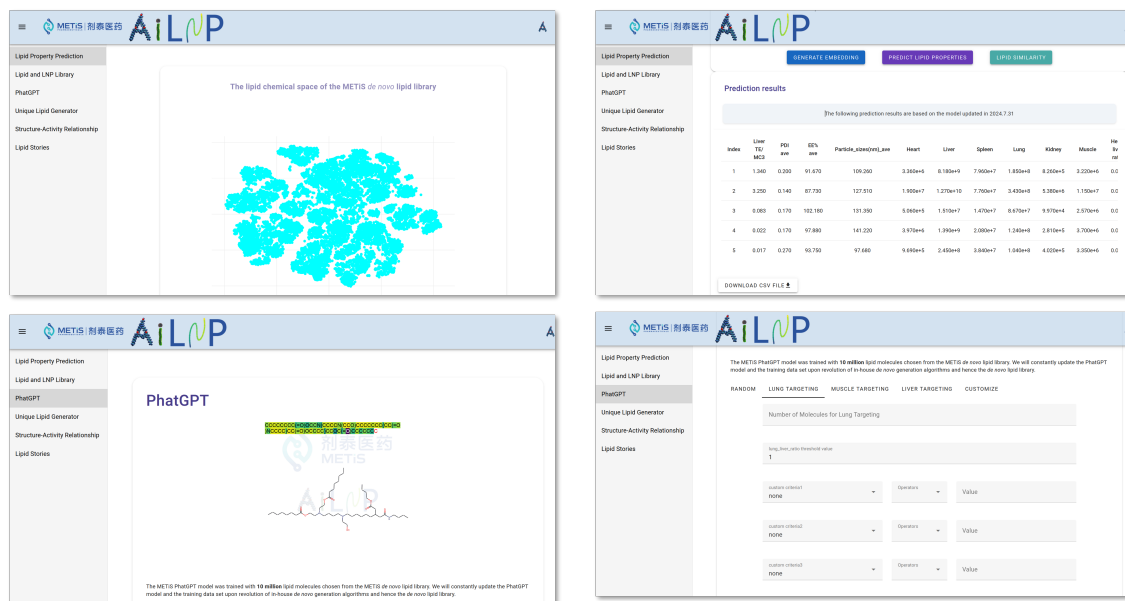 METiS 剂泰医药 AiLNP
Lipid Property Prediction
Lipid and LNP Library
PhatGPT
Unique Lipid Generator
Structure-Activity Relationship
Lipid Stories
The lipid chemical space of the METiS de novo lipid library
METiS 剂泰医药 AiLNP
Lipid Property Prediction
Lipid and LNP Library
PhatGPT
Unique Lipid Generator
Structure-Activity Relationship
Lipid Stories
GENERATE EMBEDDING PREDICT LIPID PROPERTIES LIPID SIMILARITY
Prediction results
The following prediction results are based on the model updated in 2024.7.31
Index Liver TE/ MC3 PDI ave EE% ave Particle_sizes(nm)_ave Heart Liver Spleen Lung Kidney Muscle
1 1.340 0.200 91.670 109.260 3.360e+6 8.180e+9 7.960e+7 1.850e+8 8.260e+5 3.220e+6 0.0
2 3.250 0.140 87.730 127.510 1.900e+7 1.270e+10 7.760e+7 3.430e+8 5.380e+6 1.150e+7 0.0
3 0.083 0.170 102.180 131.350 5.060e+5 1.510e+7 1.470e+7 8.670e+7 9.970e+4 2.570e+6 0.0
4 0.022 0.170 97.880 141.220 3.970e+6 1.390e+9 2.080e+7 1.240e+8 2.810e+5 3.700e+6 0.0
5 0.017 0.270 93.750 97.680 9.690e+5 2.450e+8 3.840e+7 1.040e+8 4.020e+5 3.350e+6 0.0
DOWNLOAD CSV FILE
METiS 剂泰医药 AiLNP
Lipid Property Prediction
Lipid and LNP Library
PhatGPT
Unique Lipid Generator
Structure-Activity Relationship
Lipid Stories
PhatGPT
剂泰医药
METiS
AiLNP
The METiS PhatGPT model was trained with 10 million lipid molecules chosen from the METiS de novo lipid library. We will constantly update the PhatGPT
model and the training data set upon revolution of in-house de novo generation algorithms and hence the de novo lipid library.
METiS 剂泰医药 AiLNP
Lipid Property Prediction
Lipid and LNP Library
PhatGPT
Unique Lipid Generator
Structure-Activity Relationship
Lipid Stories
The METiS PhatGPT model was trained with 10 million lipid molecules chosen from the METiS de novo lipid library. We will constantly update the PhatGPT
model and the training data set upon revolution of in-house de novo generation algorithms and hence the de novo lipid library.
RANDOM LUNG TARGETING MUSCLE TARGETING LIVER TARGETING CUSTOMIZE
Number of Molecules for Lung Targeting
lung_liver_ratio threshold value
1
custom criteria1 Operators
none Value
custom criteria2 Operators
none Value
custom criteria3 Operators
none Value